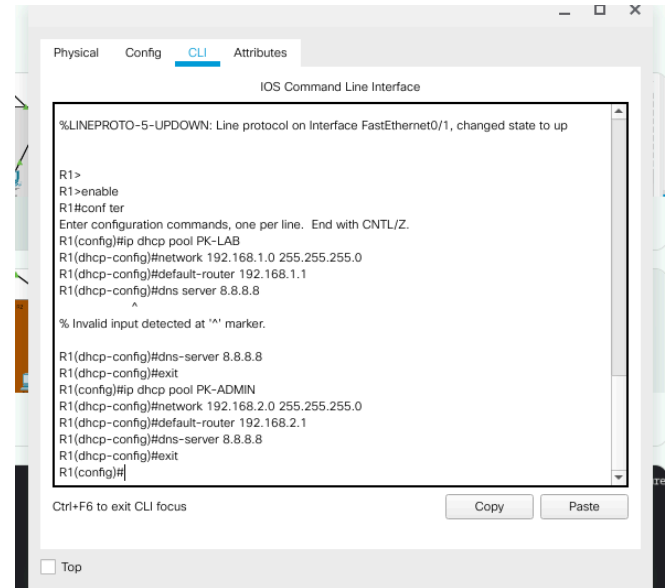 Physical Config CLI Attributes
IOS Command Line Interface
%LINEPROTO-5-UPDOWN: Line protocol on Interface FastEthernet0/1, changed state to up
R1>
R1>enable
R1#conf ter
Enter configuration commands, one per line. End with CNTL/Z.
R1(config)#ip dhcp pool PK-LAB
R1(dhcp-config)#network 192.168.1.0 255.255.255.0
R1(dhcp-config)#default-router 192.168.1.1
R1(dhcp-config)#dns server 8.8.8.8
^
% Invalid input detected at '^' marker.
R1(dhcp-config)#dns-server 8.8.8.8
R1(dhcp-config)#exit
R1(config)#ip dhcp pool PK-ADMIN
R1(dhcp-config)#network 192.168.2.0 255.255.255.0
R1(dhcp-config)#default-router 192.168.2.1
R1(dhcp-config)#dns-server 8.8.8.8
R1(dhcp-config)#exit
R1(config)#
Ctrl+F6 to exit CLI focus Copy Paste
Top